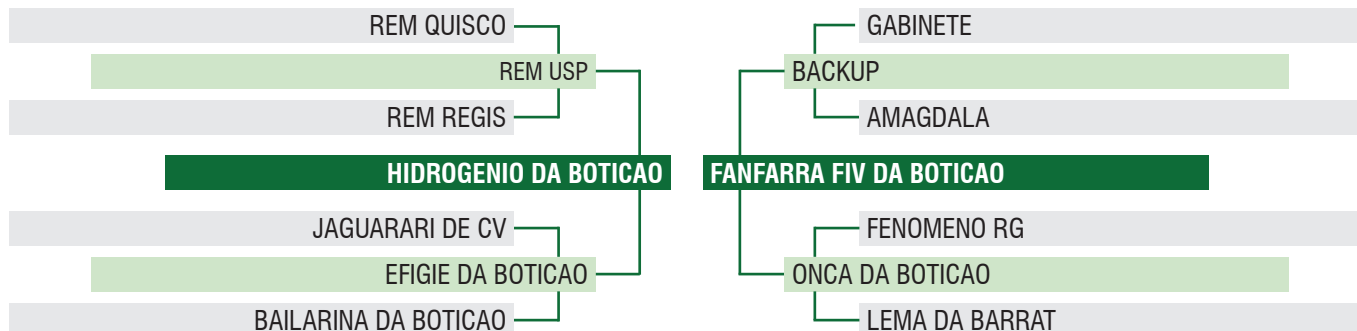 REM QUISCO
GABINETE
REM USP
BACKUP
REM REGIS
AMAGDALA
HIDROGENIO DA BOTICAO
FANFARRA FIV DA BOTICAO
JAGUARARI DE CV
FENOMENO RG
EFIGIE DA BOTICAO
ONCA DA BOTICAO
BAILARINA DA BOTICAO
LEMA DA BARRAT